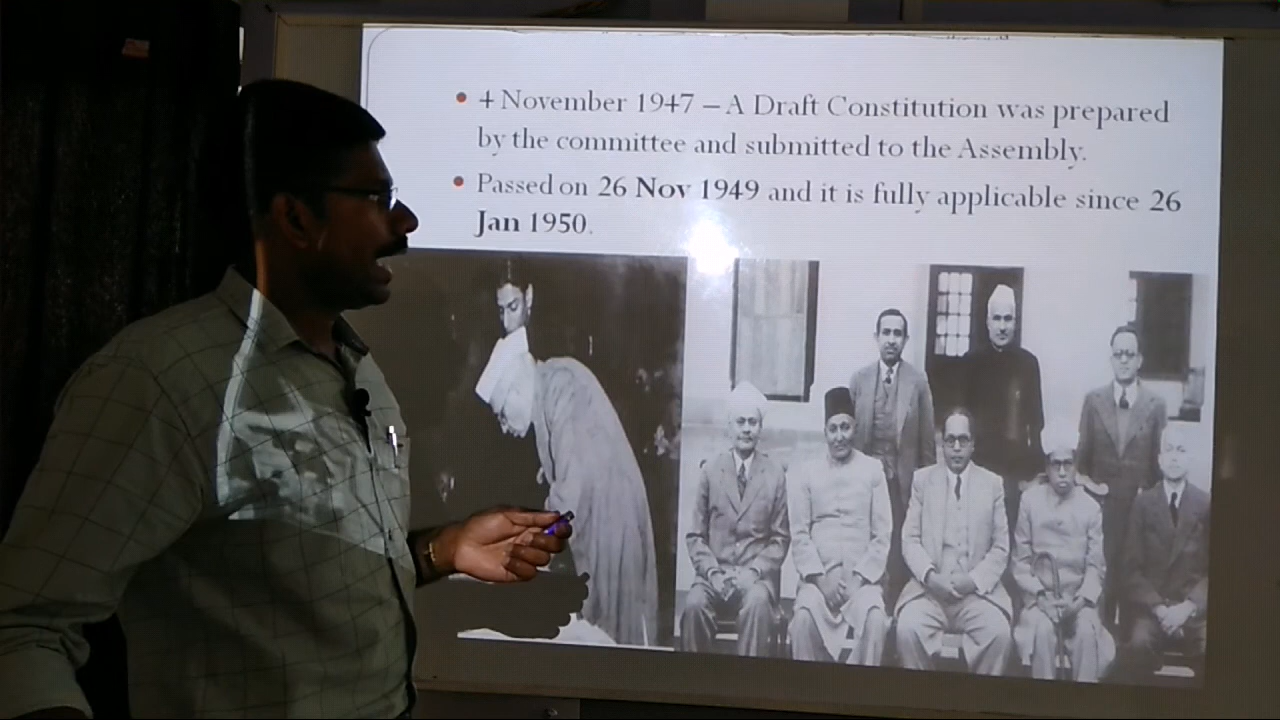 • 4 November 1947 – A Draft Constitution was prepared
by the committee and submitted to the Assembly.
• Passed on 26 Nov 1949 and it is fully applicable since 26
Jan 1950.